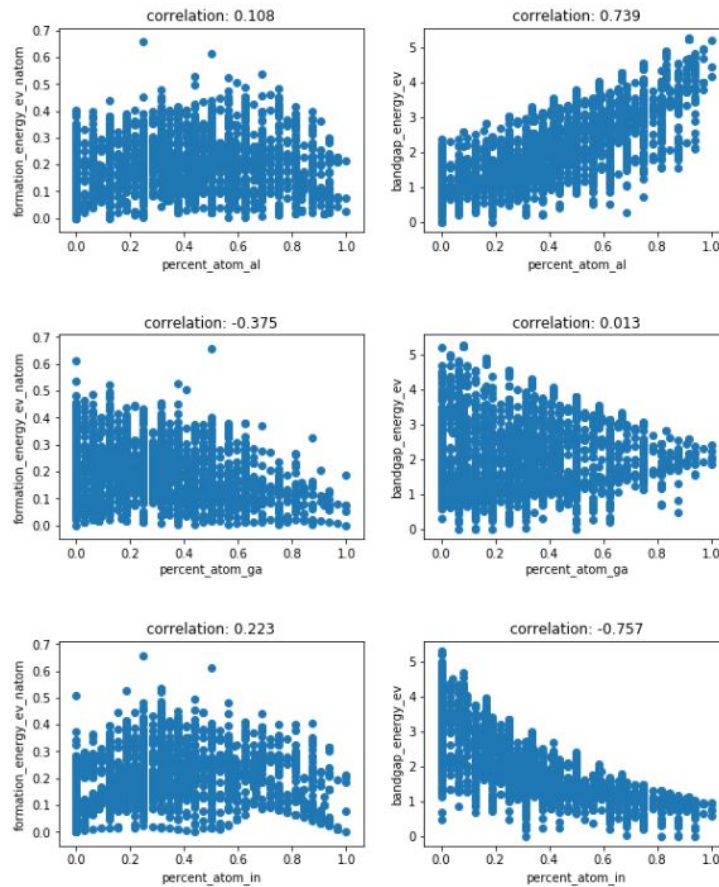 correlation: 0.108
formation_energy_ev_natom
0.7
0.6
0.5
0.4
0.3
0.2
0.1
0.0
0.0 0.2 0.4 0.6 0.8 1.0
percent_atom_al
correlation: 0.739
bandgap_energy_ev
5
4
3
2
1
0
0.0 0.2 0.4 0.6 0.8 1.0
percent_atom_al
correlation: -0.375
formation_energy_ev_natom
0.7
0.6
0.5
0.4
0.3
0.2
0.1
0.0
0.0 0.2 0.4 0.6 0.8 1.0
percent_atom_ga
correlation: 0.013
bandgap_energy_ev
5
4
3
2
1
0
0.0 0.2 0.4 0.6 0.8 1.0
percent_atom_ga
correlation: 0.223
formation_energy_ev_natom
0.7
0.6
0.5
0.4
0.3
0.2
0.1
0.0
0.0 0.2 0.4 0.6 0.8 1.0
percent_atom_in
correlation: -0.757
bandgap_energy_ev
5
4
3
2
1
0
0.0 0.2 0.4 0.6 0.8 1.0
percent_atom_in